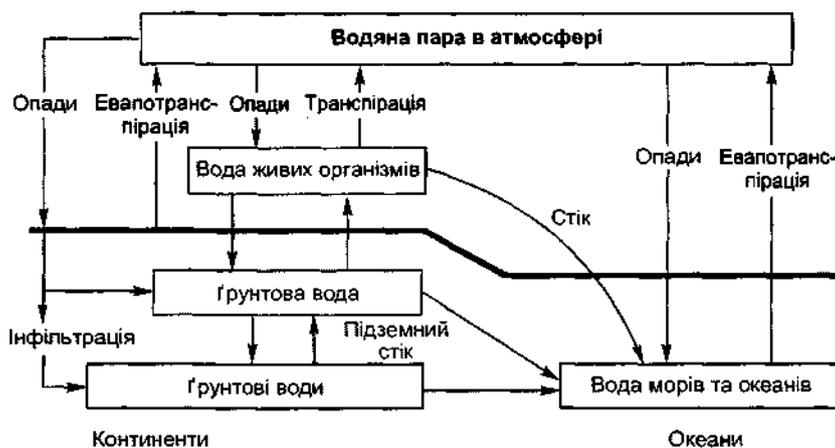 Водяна пара в атмосфері
Опади
Евапотранс-
пірація
Опади
Транспірація
Опади
Евапотранс-
пірація
Вода живих організмів
Стік
Ґрунтова вода
Інфільтрація
Підземний
стік
Ґрунтові води
Вода морів та океанів
Континенти
Океани